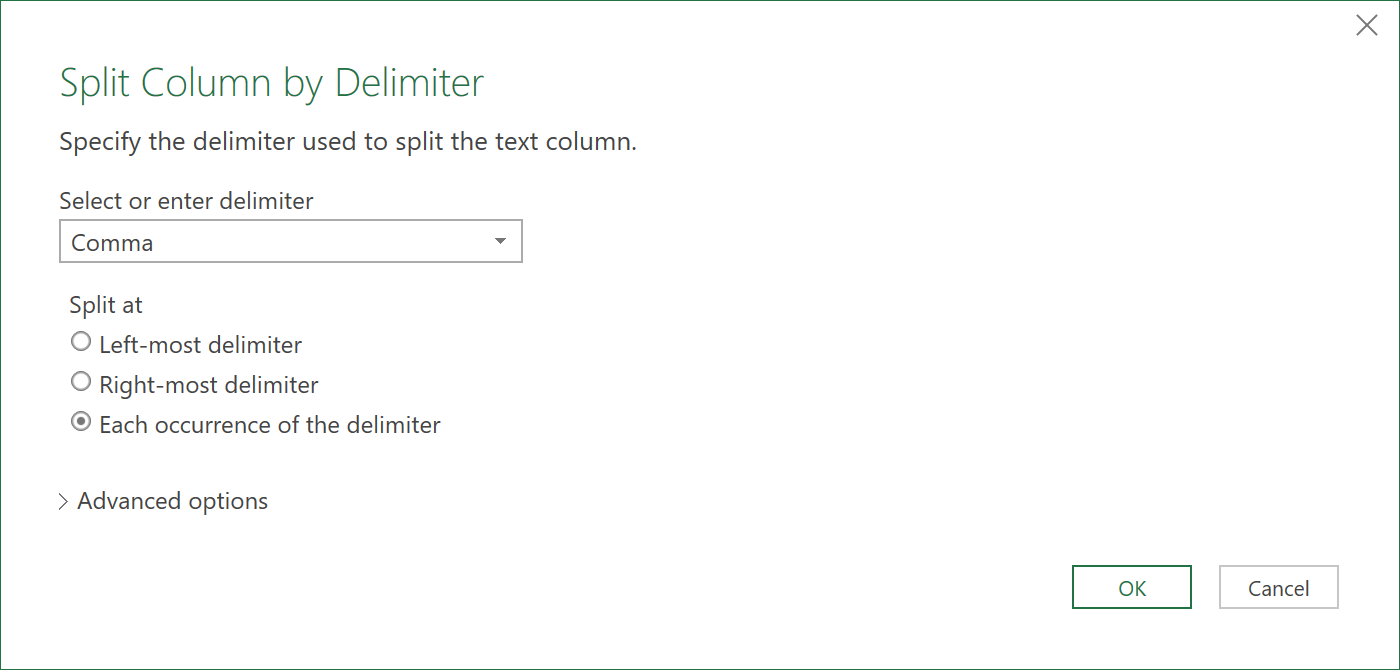 Split Column by Delimiter
Specify the delimiter used to split the text column.
Select or enter delimiter
Comma
Split at
Left-most delimiter
Right-most delimiter
Each occurrence of the delimiter
Advanced options
OK
Cancel